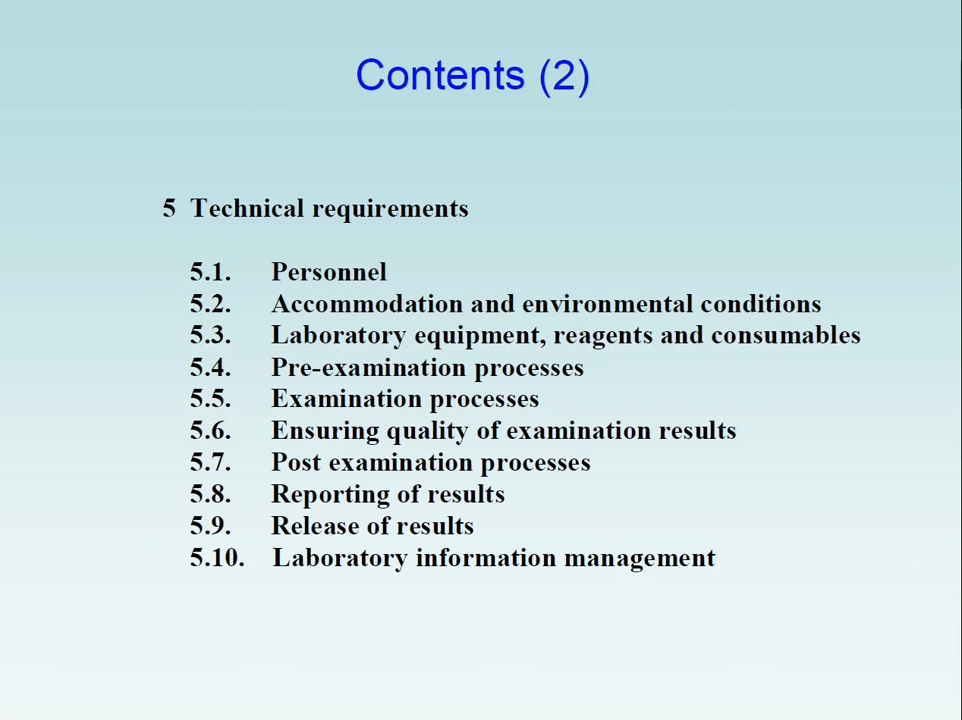 Contents (2)
5 Technical requirements
5.1. Personnel
5.2. Accommodation and environmental conditions
5.3. Laboratory equipment, reagents and consumables
5.4. Pre-examination processes
5.5. Examination processes
5.6. Ensuring quality of examination results
5.7. Post examination processes
5.8. Reporting of results
5.9. Release of results
5.10. Laboratory information management